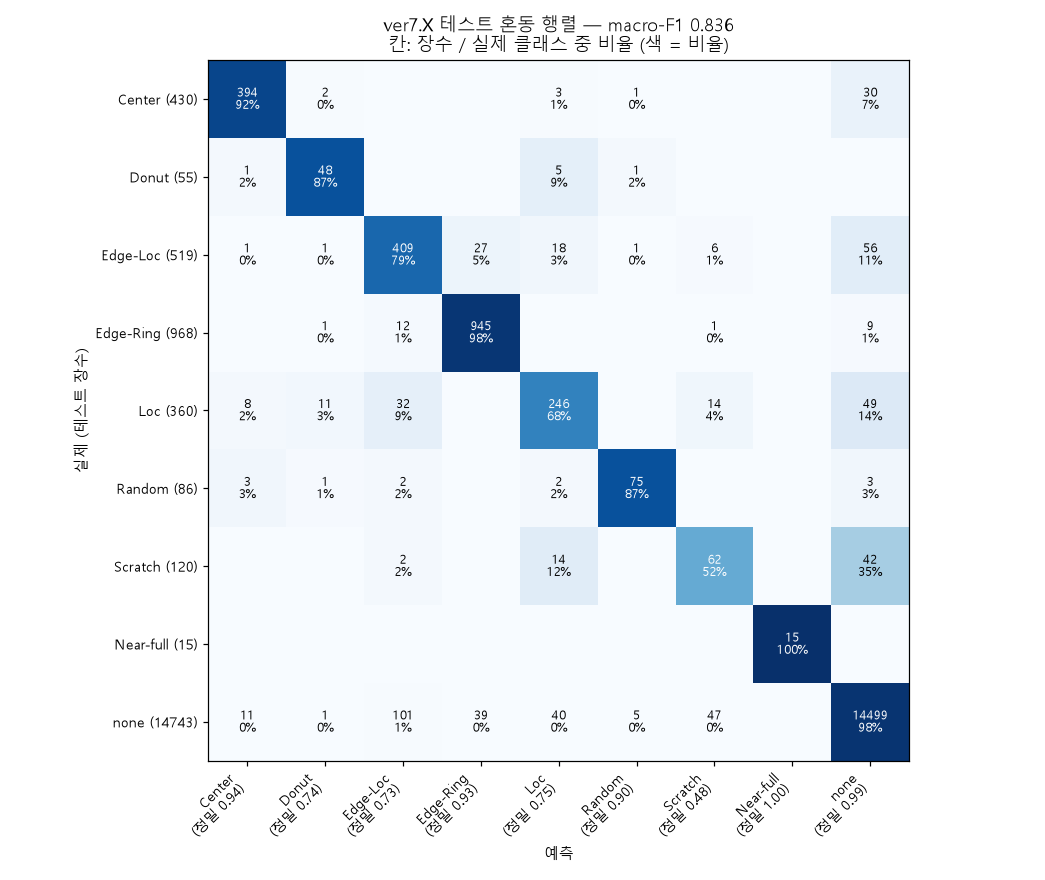 ver7.X 테스트 혼동 행렬 — macro-F1 0.836
칸: 장수 / 실제 클래스 중 비율 (색 = 비율)
실제 (테스트 장수)
Center (430) 394 2 3 1 30
92% 0% 1% 0% 7%
Donut (55) 1 48 5 1
2% 87% 9% 2%
Edge-Loc (519) 1 1 409 27 18 1 6 56
0% 0% 79% 5% 3% 0% 1% 11%
Edge-Ring (968) 1 12 945 1 9
0% 1% 98% 0% 1%
Loc (360) 8 11 32 246 14 49
2% 3% 9% 68% 4% 14%
Random (86) 3 1 2 2 75 3
3% 1% 2% 2% 87% 3%
Scratch (120) 2 14 62 42
2% 12% 52% 35%
Near-full (15) 15
100%
none (14743) 11 1 101 39 40 5 47 14499
0% 0% 1% 0% 0% 0% 0% 98%
Center
(정밀 0.94)
Donut
(정밀 0.74)
Edge-Loc
(정밀 0.73)
Edge-Ring
(정밀 0.93)
Loc
(정밀 0.75)
Random
(정밀 0.90)
Scratch
(정밀 0.48)
Near-full
(정밀 1.00)
none
(정밀 0.99)
예측